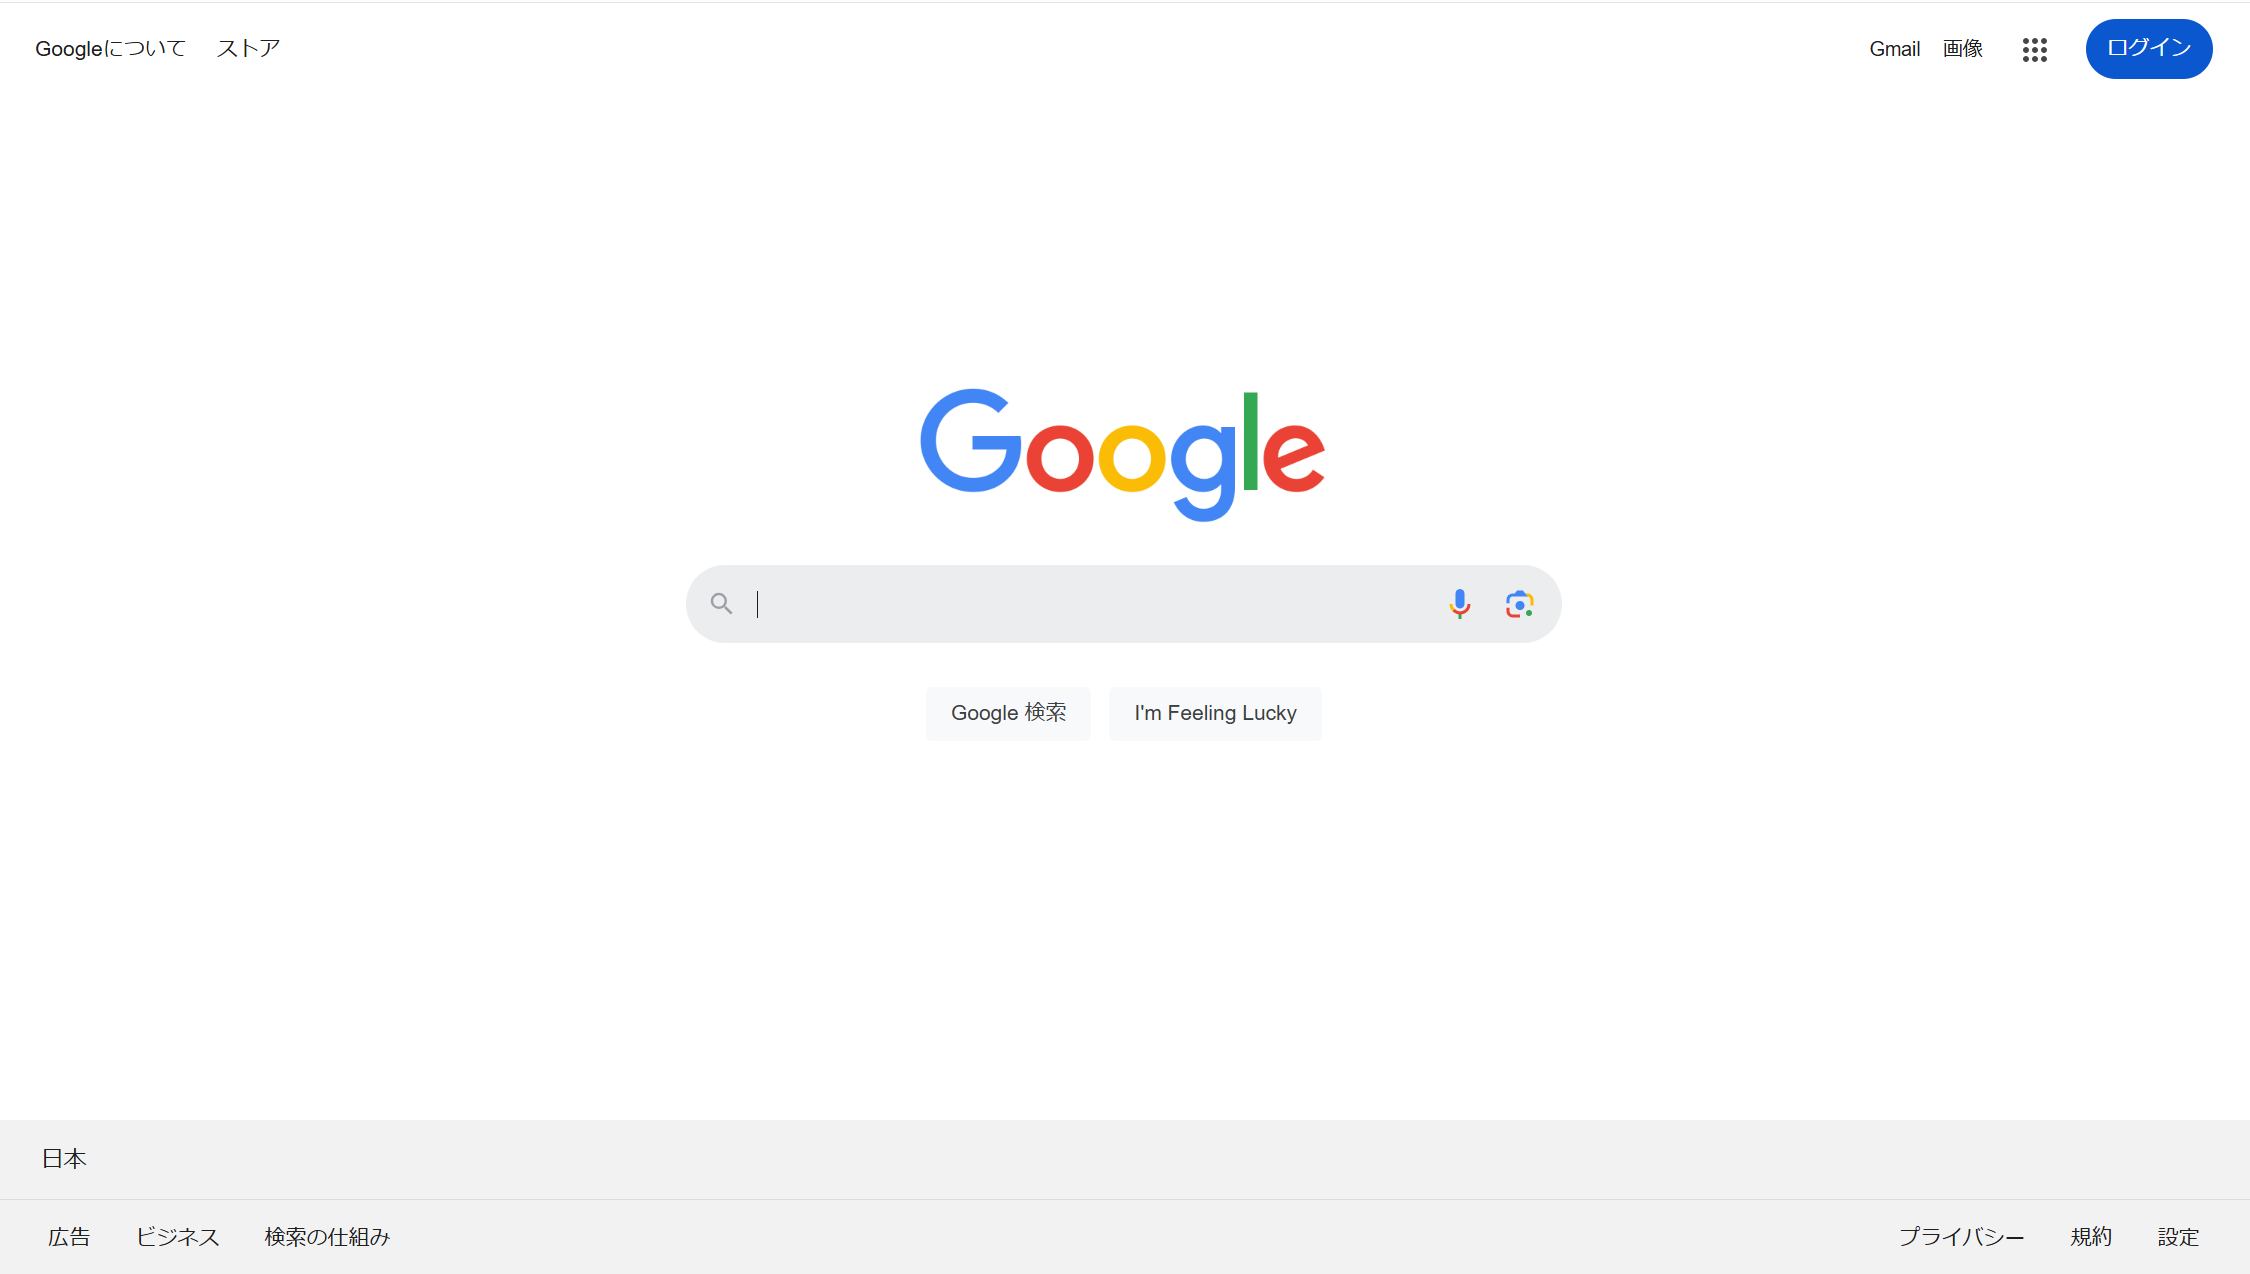 Googleについて ストア Gmail 画像 ログイン
Google
Google 検索 I'm Feeling Lucky
日本
広告 ビジネス 検索の仕組み プライバシー 規約 設定